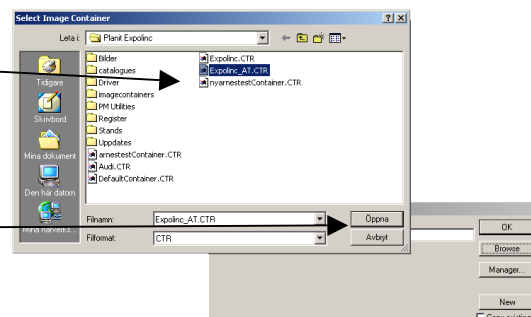 Select Image Container
Leta i: Planit Expolinc
Tidigare
Skrivbord
Mina dokument
Den här datorn
Mina nätverks...
Bilder
catalogues
Driver
imagecontainers
PM Utilities
Register
Stands
Uppdates
arnestestContainer.CTR
Audi.CTR
DefaultContainer.CTR
Expolinc.CTR
Expolinc_AT.CTR
nyarnestestContainer.CTR
Filnamn: Expolinc_AT.CTR Öppna
Filformat: CTR Avbryt
OK
Browse
Manager...
New